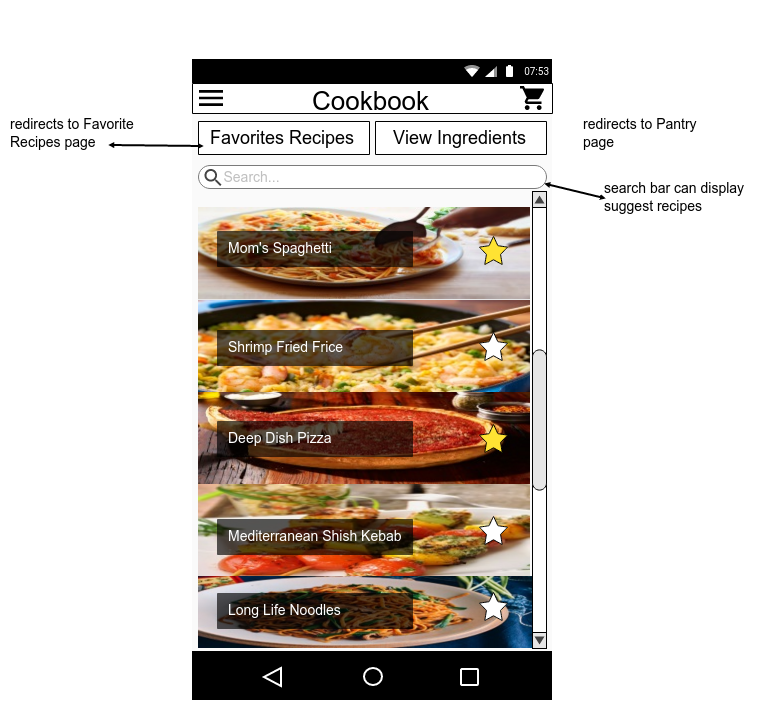 07:53
Cookbook
redirects to Favorite
Recipes page
Favorites Recipes
View Ingredients
redirects to Pantry
page
Search...
search bar can display
suggest recipes
Mom's Spaghetti
Shrimp Fried Frice
Deep Dish Pizza
Mediterranean Shish Kebab
Long Life Noodles